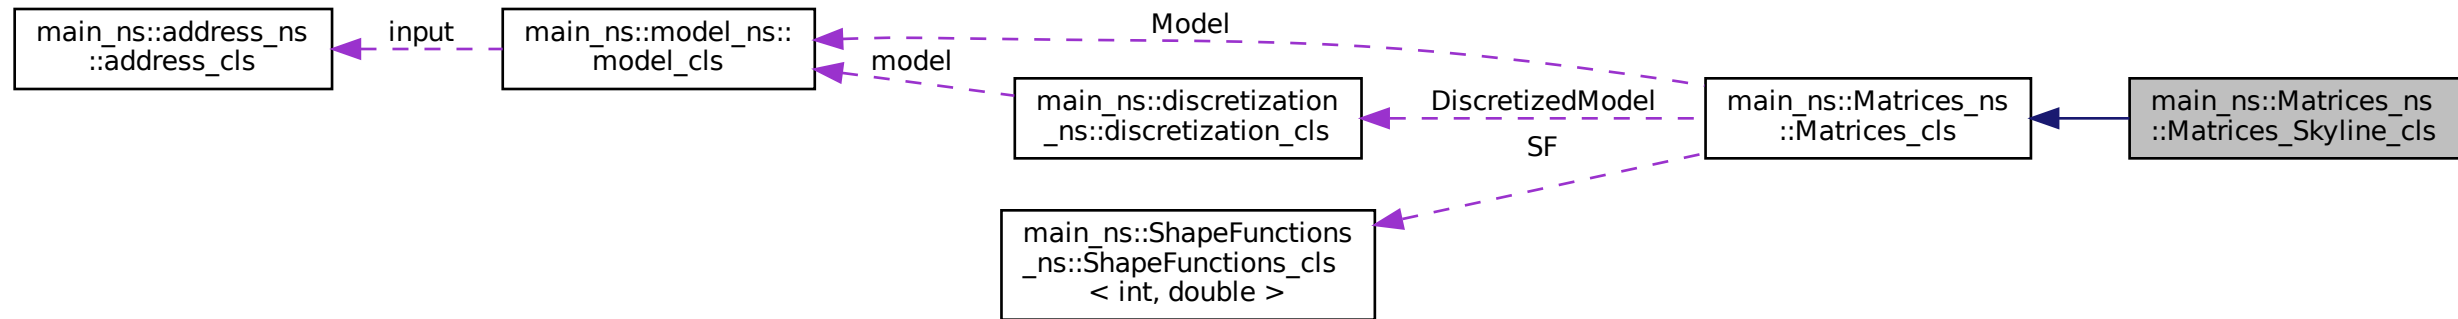 main_ns::address_ns
::address_cls
input
main_ns::model_ns::
model_cls
Model
model
main_ns::discretization
_ns::discretization_cls
DiscretizedModel
SF
main_ns::ShapeFunctions
_ns::ShapeFunctions_cls
< int, double >
main_ns::Matrices_ns
::Matrices_cls
main_ns::Matrices_ns
::Matrices_Skyline_cls